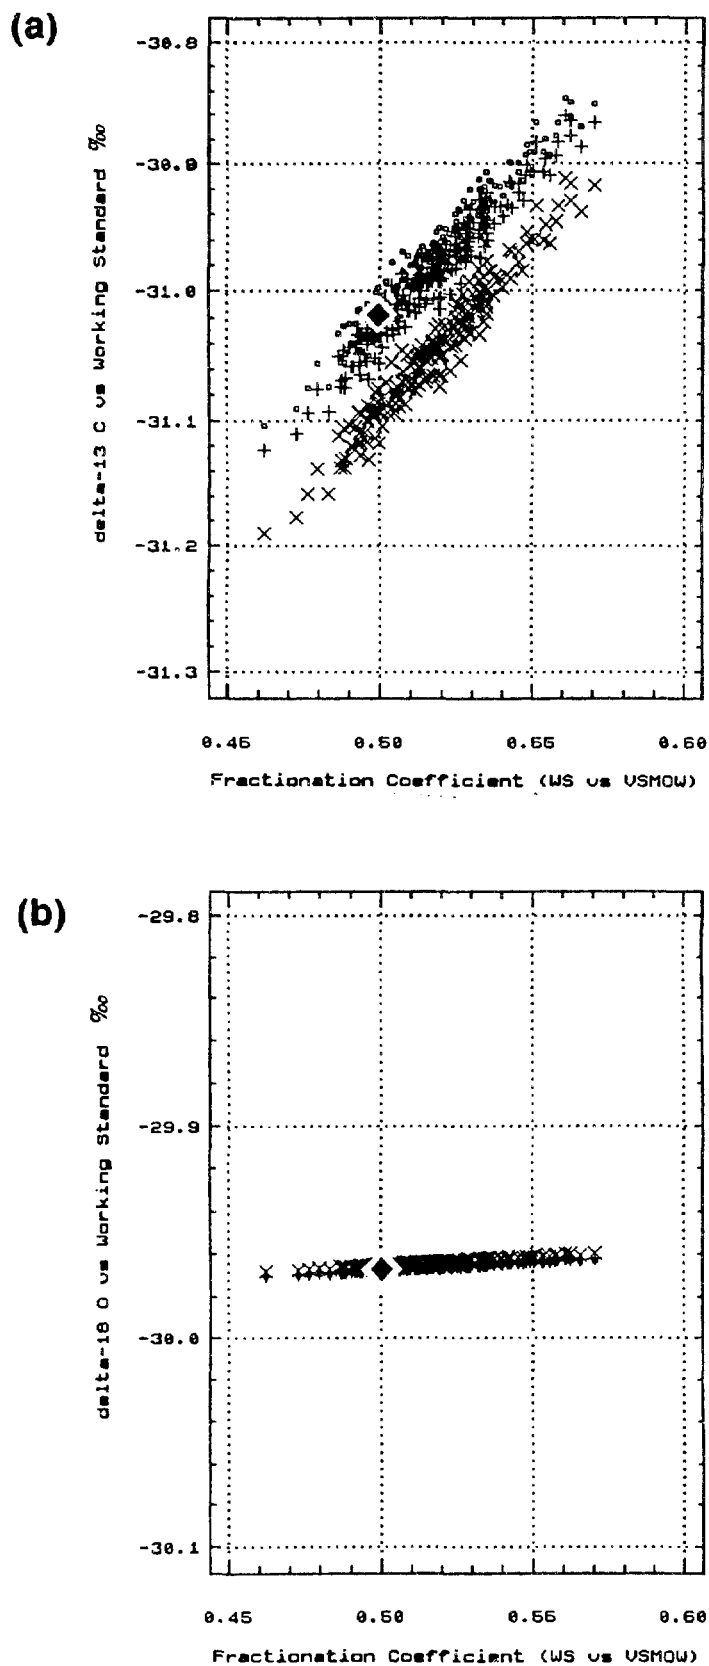 (a)
-30.8
-30.9
-31.0
-31.1
-31.2
-31.3
delta-13 C vs Working Standard ‰
0.45 0.50 0.55 0.60
Fractionation Coefficient (WS vs VSMOW)
(b)
-29.8
-29.9
-30.0
-30.1
delta-18 O vs Working Standard ‰
0.45 0.50 0.55 0.60
Fractionation Coefficient (WS vs VSMOW)